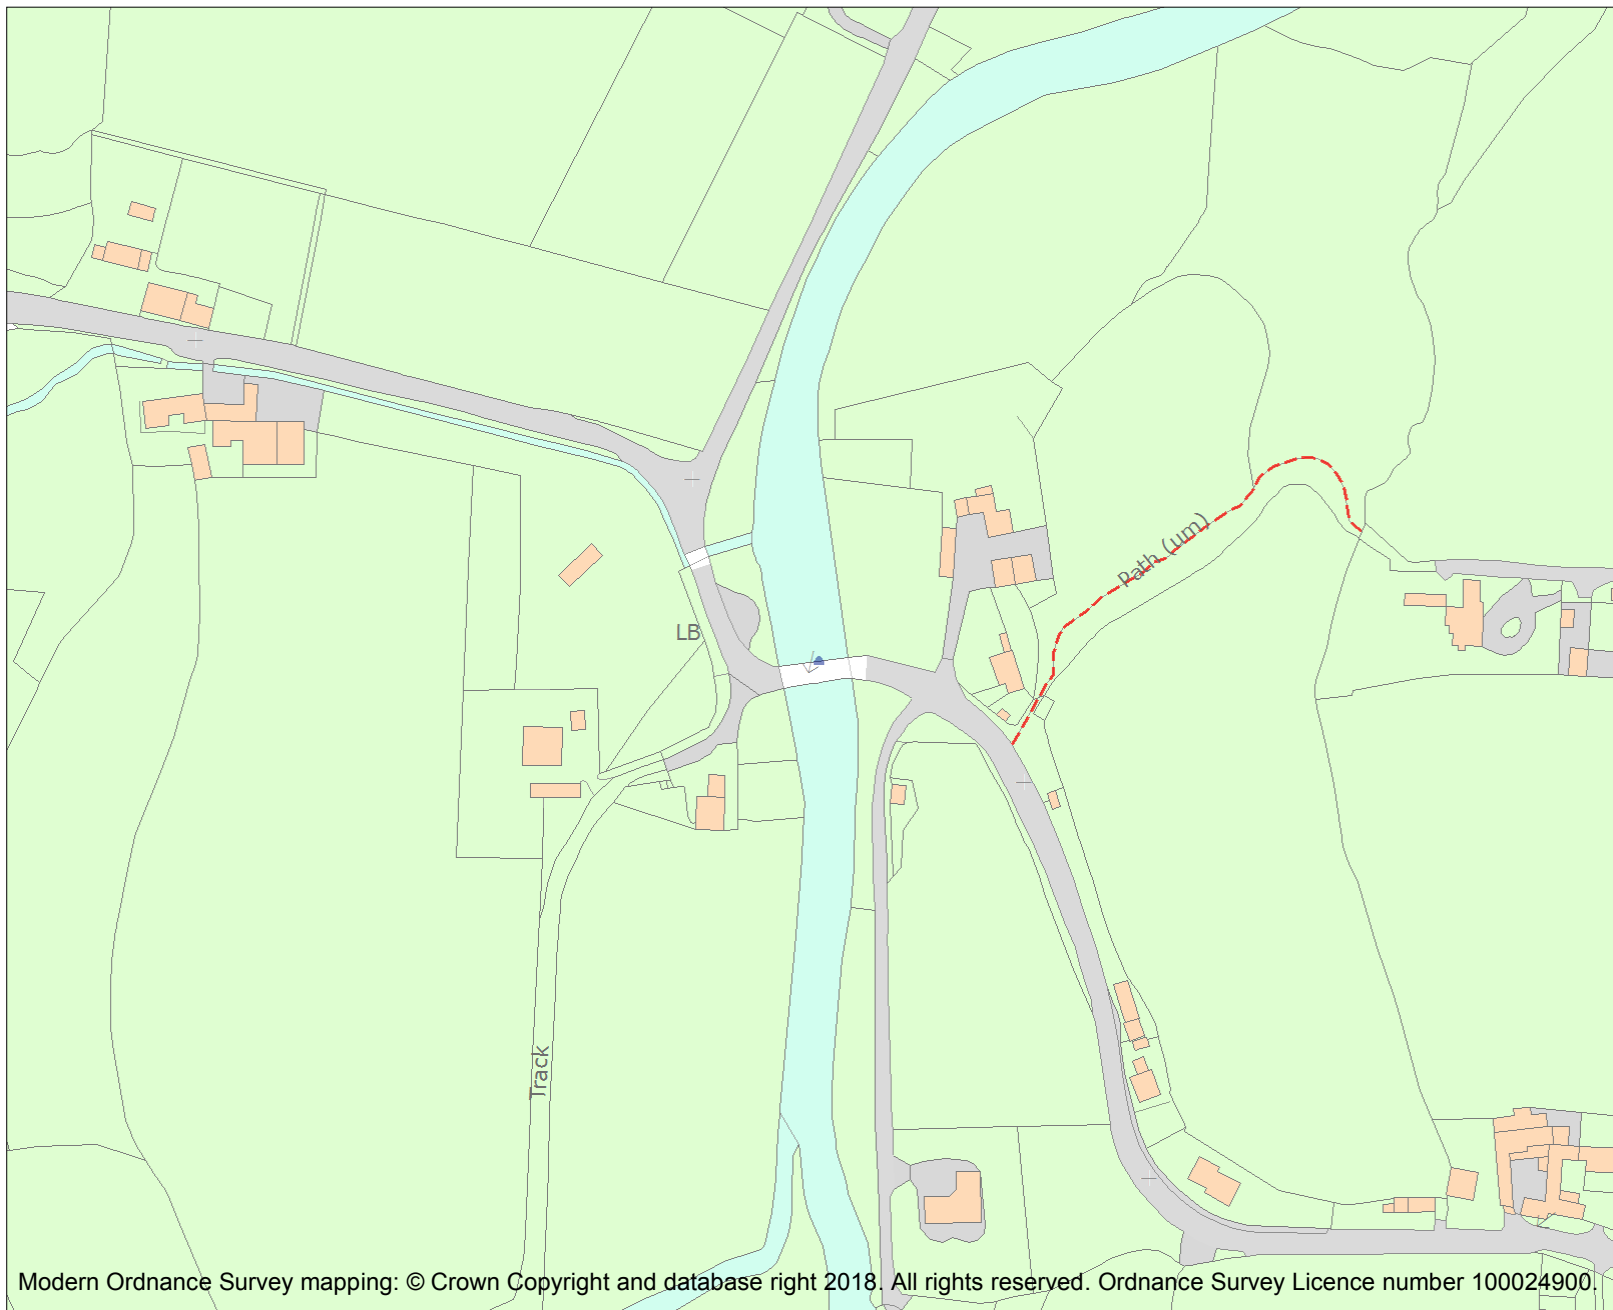 Path (um)
LB
Track
Modern Ordnance Survey mapping: © Crown Copyright and database right 2018. All rights reserved. Ordnance Survey Licence number 100024900.